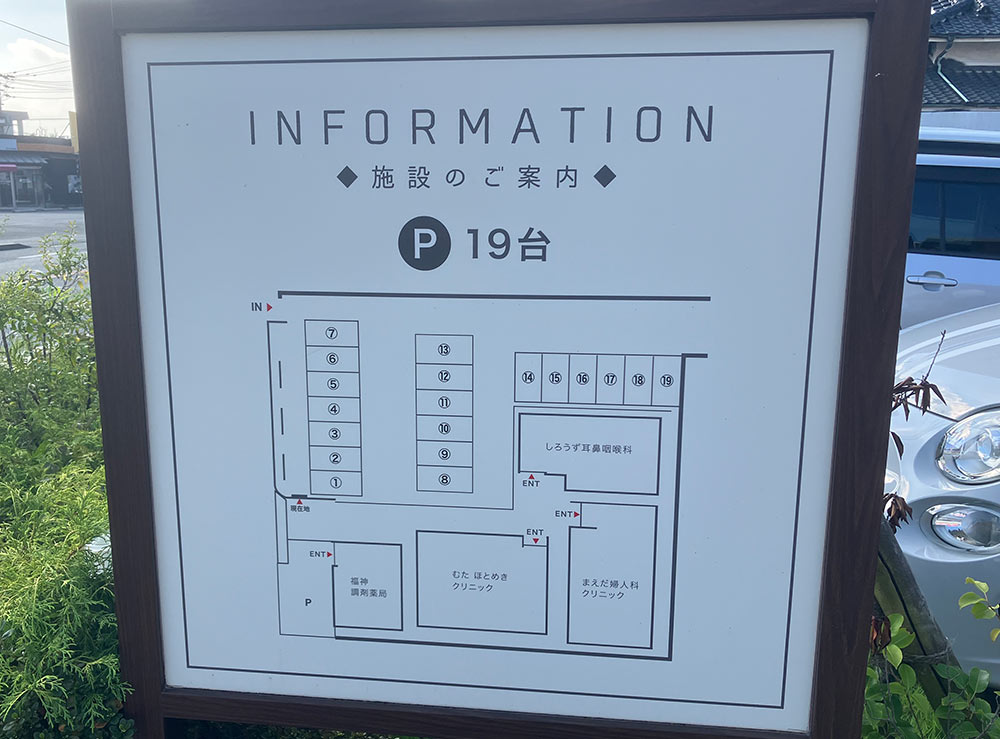 INFORMATION
◆施設のご案内◆
P 19台
IN
⑦
⑥
⑤
④
③
②
①
⑬
⑫
⑪
⑩
⑨
⑧
⑭ ⑮ ⑯ ⑰ ⑱ ⑲
しろうず耳鼻咽喉科
ENT
現在地
ENT
ENT
ENT
福神
調剤薬局
むた ほとめき
クリニック
まえだ婦人科
クリニック
P